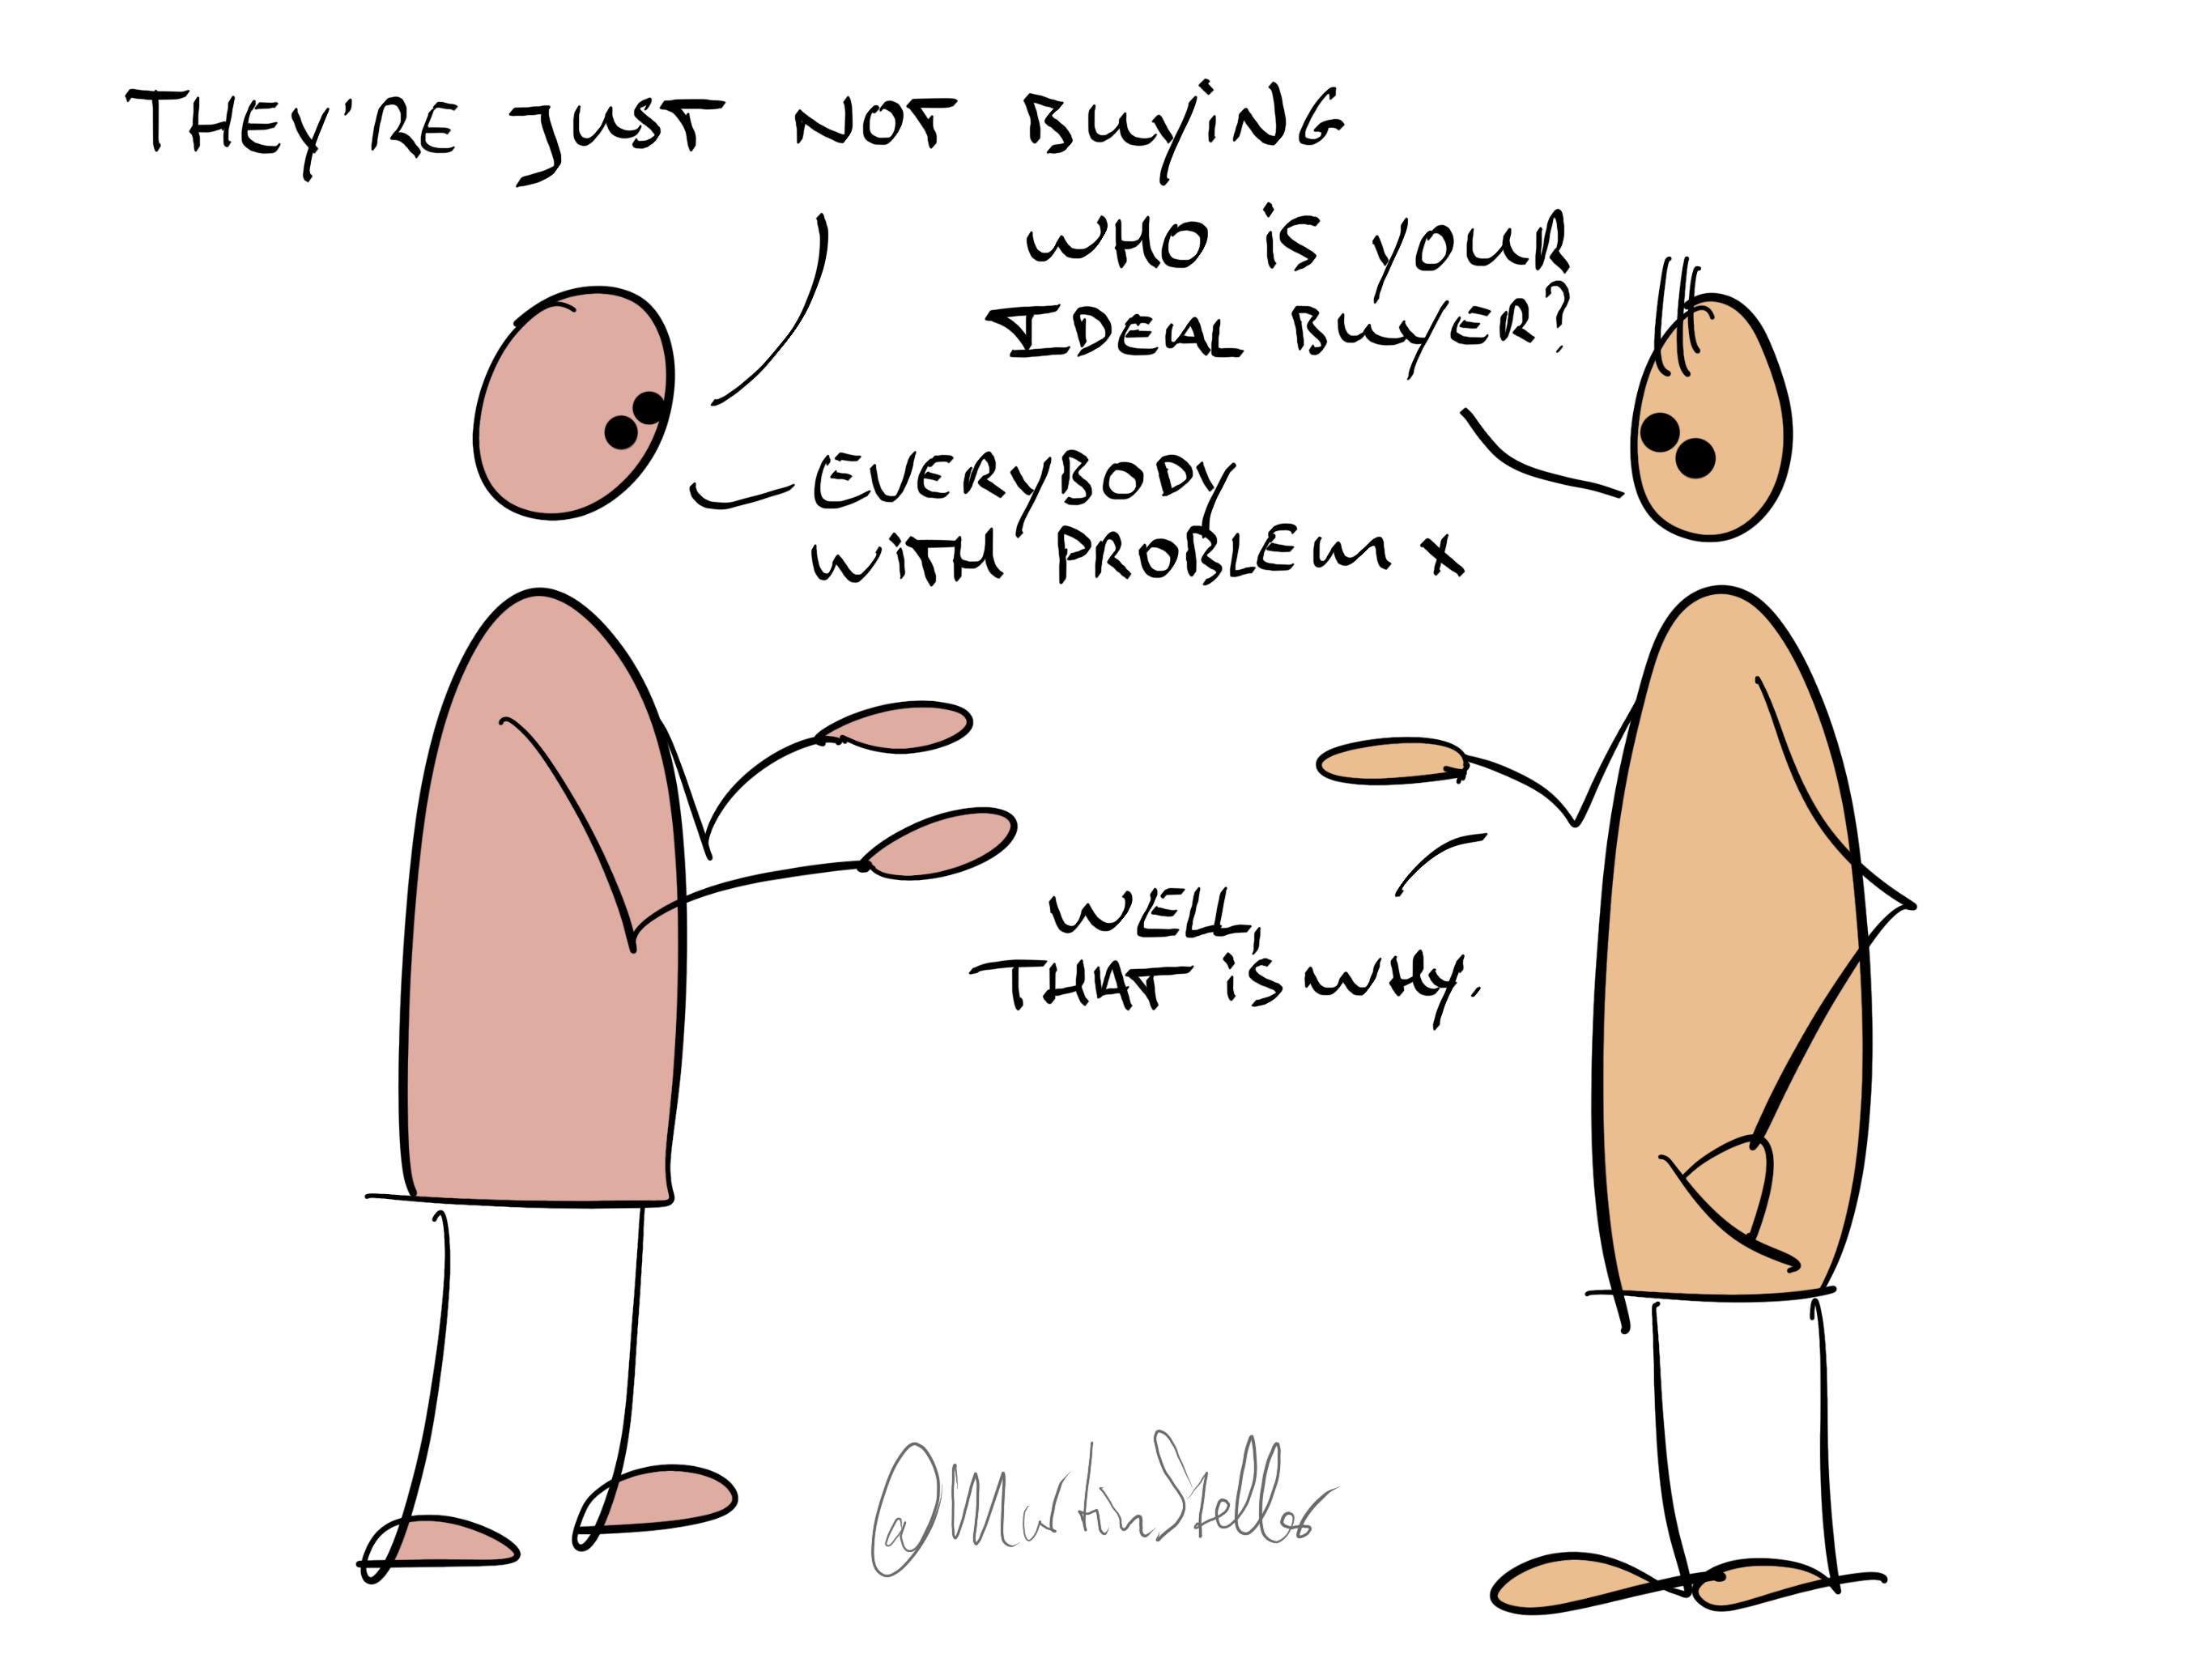 THEY'RE JUST NOT BUYING
WHO IS YOUR
IDEAL BUYER?
EVERYBODY
WITH PROBLEM X
WELL,
THAT IS WHY.
@MartinStellar